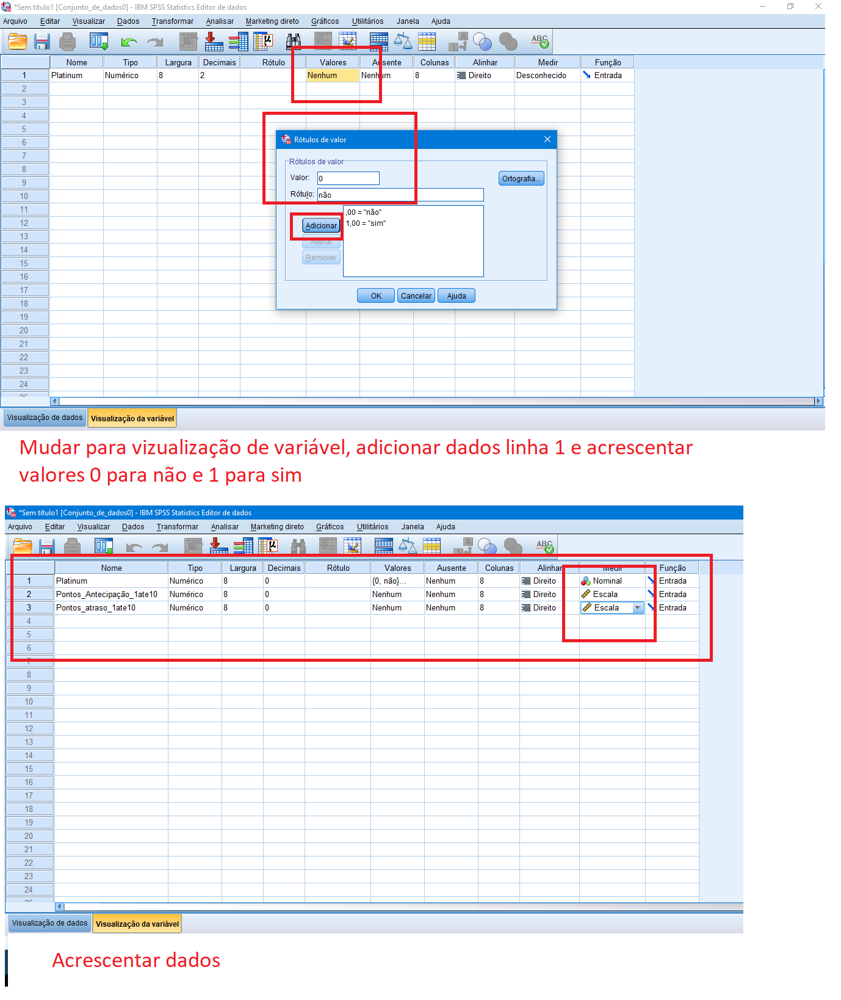 *Sem título1 [Conjunto_de_dados0] - IBM SPSS Statistics Editor de dados
Arquivo Editar Visualizar Dados Transformar Analisar Marketing direto Gráficos Utilitários Janela Ajuda
Nome Tipo Largura Decimais Rótulo Valores Ausente Colunas Alinhar Medir Função
1 Platinum Numérico 8 2 Nenhum Nenhum 8 Direito Desconhecido Entrada
2
3
4
5
6
7
8
9
10
11
12
13
14
15
16
17
18
19
20
21
22
23
24
25
Rótulos de valor
Rótulos de valor
Valor: 0
Ortografia...
Rótulo: não
,00 = "não"
1,00 = "sim"
Adicionar
Alterar
Remover
OK Cancelar Ajuda
Visualização de dados Visualização da variável
Mudar para vizualização de variável, adicionar dados linha 1 e acrescentar
valores 0 para não e 1 para sim
*Sem título1 [Conjunto_de_dados0] - IBM SPSS Statistics Editor de dados
Arquivo Editar Visualizar Dados Transformar Analisar Marketing direto Gráficos Utilitários Janela Ajuda
Nome Tipo Largura Decimais Rótulo Valores Ausente Colunas Alinhar Medir Função
1 Platinum Numérico 8 0 {0, não}... Nenhum 8 Direito Nominal Entrada
2 Pontos_Antecipação_1ate10 Numérico 8 0 Nenhum Nenhum 8 Direito Escala Entrada
3 Pontos_atraso_1ate10 Numérico 8 0 Nenhum Nenhum 8 Direito Escala Entrada
4
5
6
7
8
9
10
11
12
13
14
15
16
17
18
19
20
21
22
23
24
25
Visualização de dados Visualização da variável
Acrescentar dados